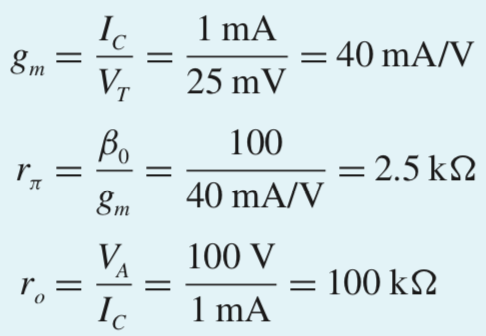 g_m = I_C / V_T = 1 mA / 25 mV = 40 mA/V
r_π = β_0 / g_m = 100 / 40 mA/V = 2.5 kΩ
r_o = V_A / I_C = 100 V / 1 mA = 100 kΩ